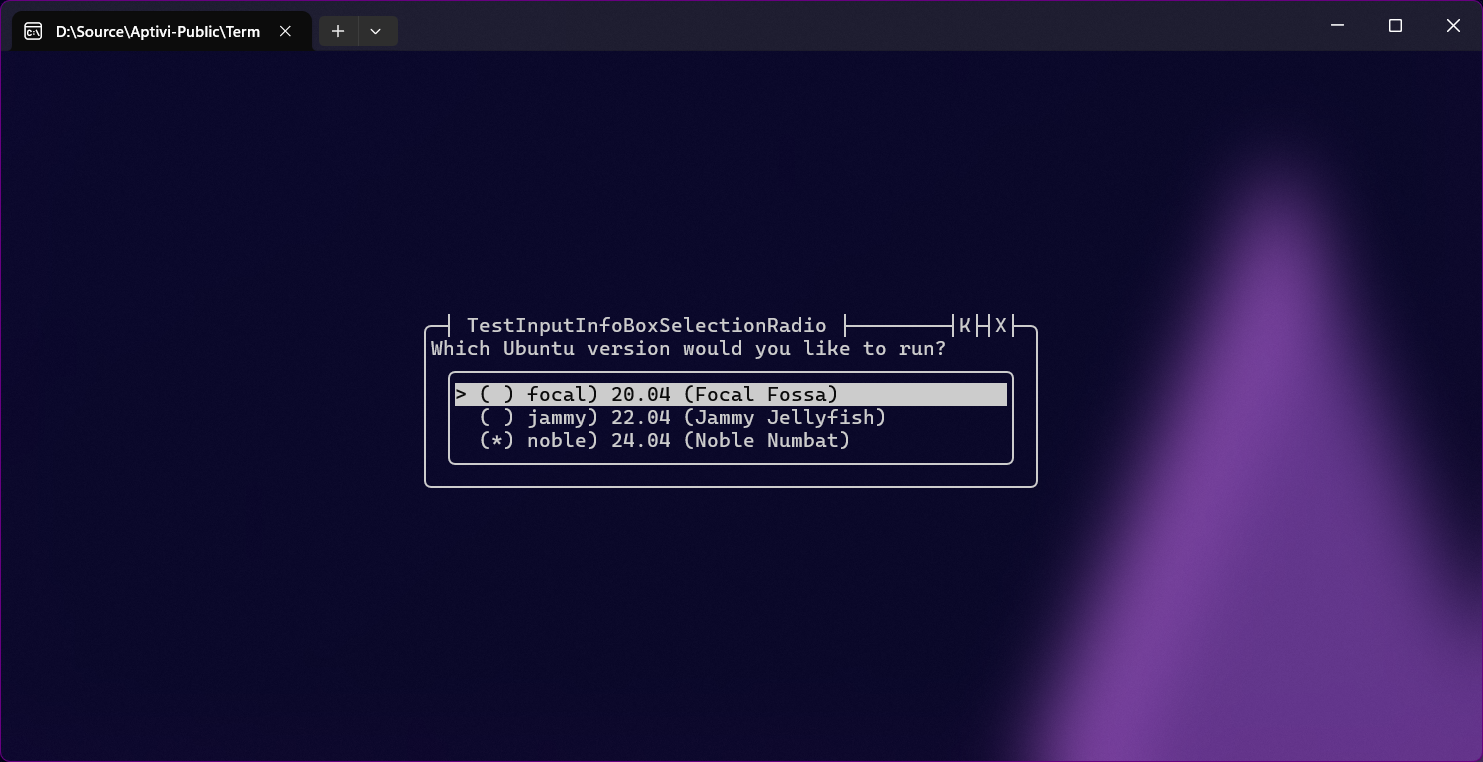 D:\Source\Aptivi-Public\Term
TestInputInfoBoxSelectionRadio K X
Which Ubuntu version would you like to run?
> ( ) focal) 20.04 (Focal Fossa)
( ) jammy) 22.04 (Jammy Jellyfish)
(*) noble) 24.04 (Noble Numbat)